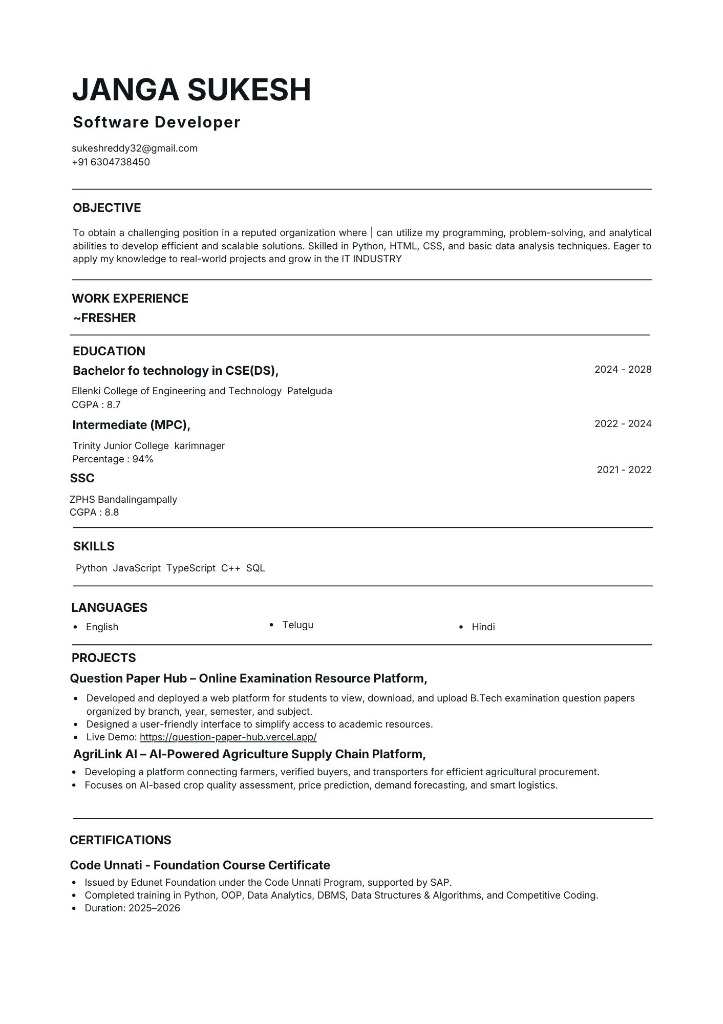 JANGA SUKESH
Software Developer
sukeshreddy32@gmail.com
+91 6304738450
OBJECTIVE
To obtain a challenging position in a reputed organization where | can utilize my programming, problem-solving, and analytical
abilities to develop efficient and scalable solutions. Skilled in Python, HTML, CSS, and basic data analysis techniques. Eager to
apply my knowledge to real-world projects and grow in the IT INDUSTRY
WORK EXPERIENCE
~FRESHER
EDUCATION
Bachelor fo technology in CSE(DS), 2024 - 2028
Ellenki College of Engineering and Technology Patelguda
CGPA : 8.7
Intermediate (MPC), 2022 - 2024
Trinity Junior College karimnager
Percentage : 94%
2021 - 2022
SSC
ZPHS Bandalingampally
CGPA : 8.8
SKILLS
Python JavaScript TypeScript C++ SQL
LANGUAGES
• English • Telugu • Hindi
PROJECTS
Question Paper Hub – Online Examination Resource Platform,
• Developed and deployed a web platform for students to view, download, and upload B.Tech examination question papers
organized by branch, year, semester, and subject.
• Designed a user-friendly interface to simplify access to academic resources.
• Live Demo: https://question-paper-hub.vercel.app/
AgriLink AI – AI-Powered Agriculture Supply Chain Platform,
• Developing a platform connecting farmers, verified buyers, and transporters for efficient agricultural procurement.
• Focuses on AI-based crop quality assessment, price prediction, demand forecasting, and smart logistics.
CERTIFICATIONS
Code Unnati - Foundation Course Certificate
• Issued by Edunet Foundation under the Code Unnati Program, supported by SAP.
• Completed training in Python, OOP, Data Analytics, DBMS, Data Structures & Algorithms, and Competitive Coding.
• Duration: 2025–2026